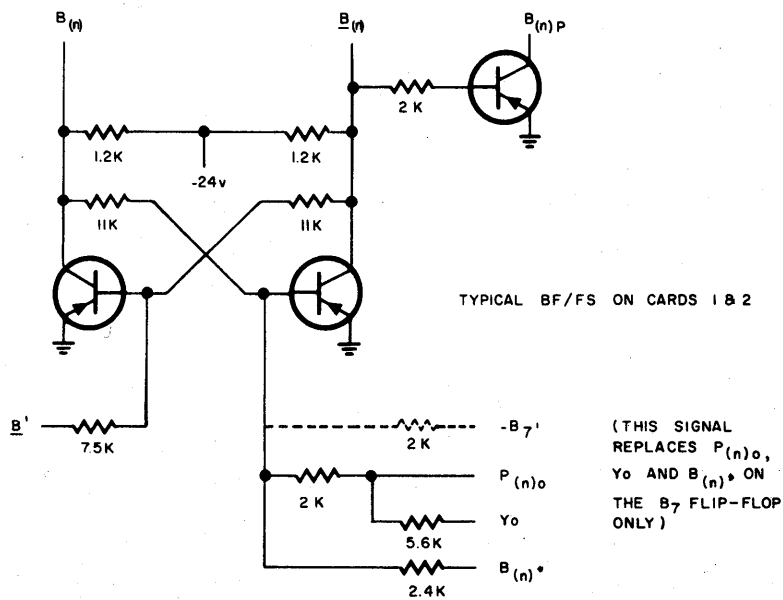 B(n)
B(n)
B(n)P
2 K
1.2K
1.2K
-24v
11K
11K
TYPICAL BF/FS ON CARDS 1 & 2
B'
7.5K
-B7'
2 K
(THIS SIGNAL
REPLACES P(n)o,
Yo AND B(n)* ON
THE B7 FLIP-FLOP
ONLY)
P(n)o
2 K
Yo
5.6K
B(n)*
2.4K